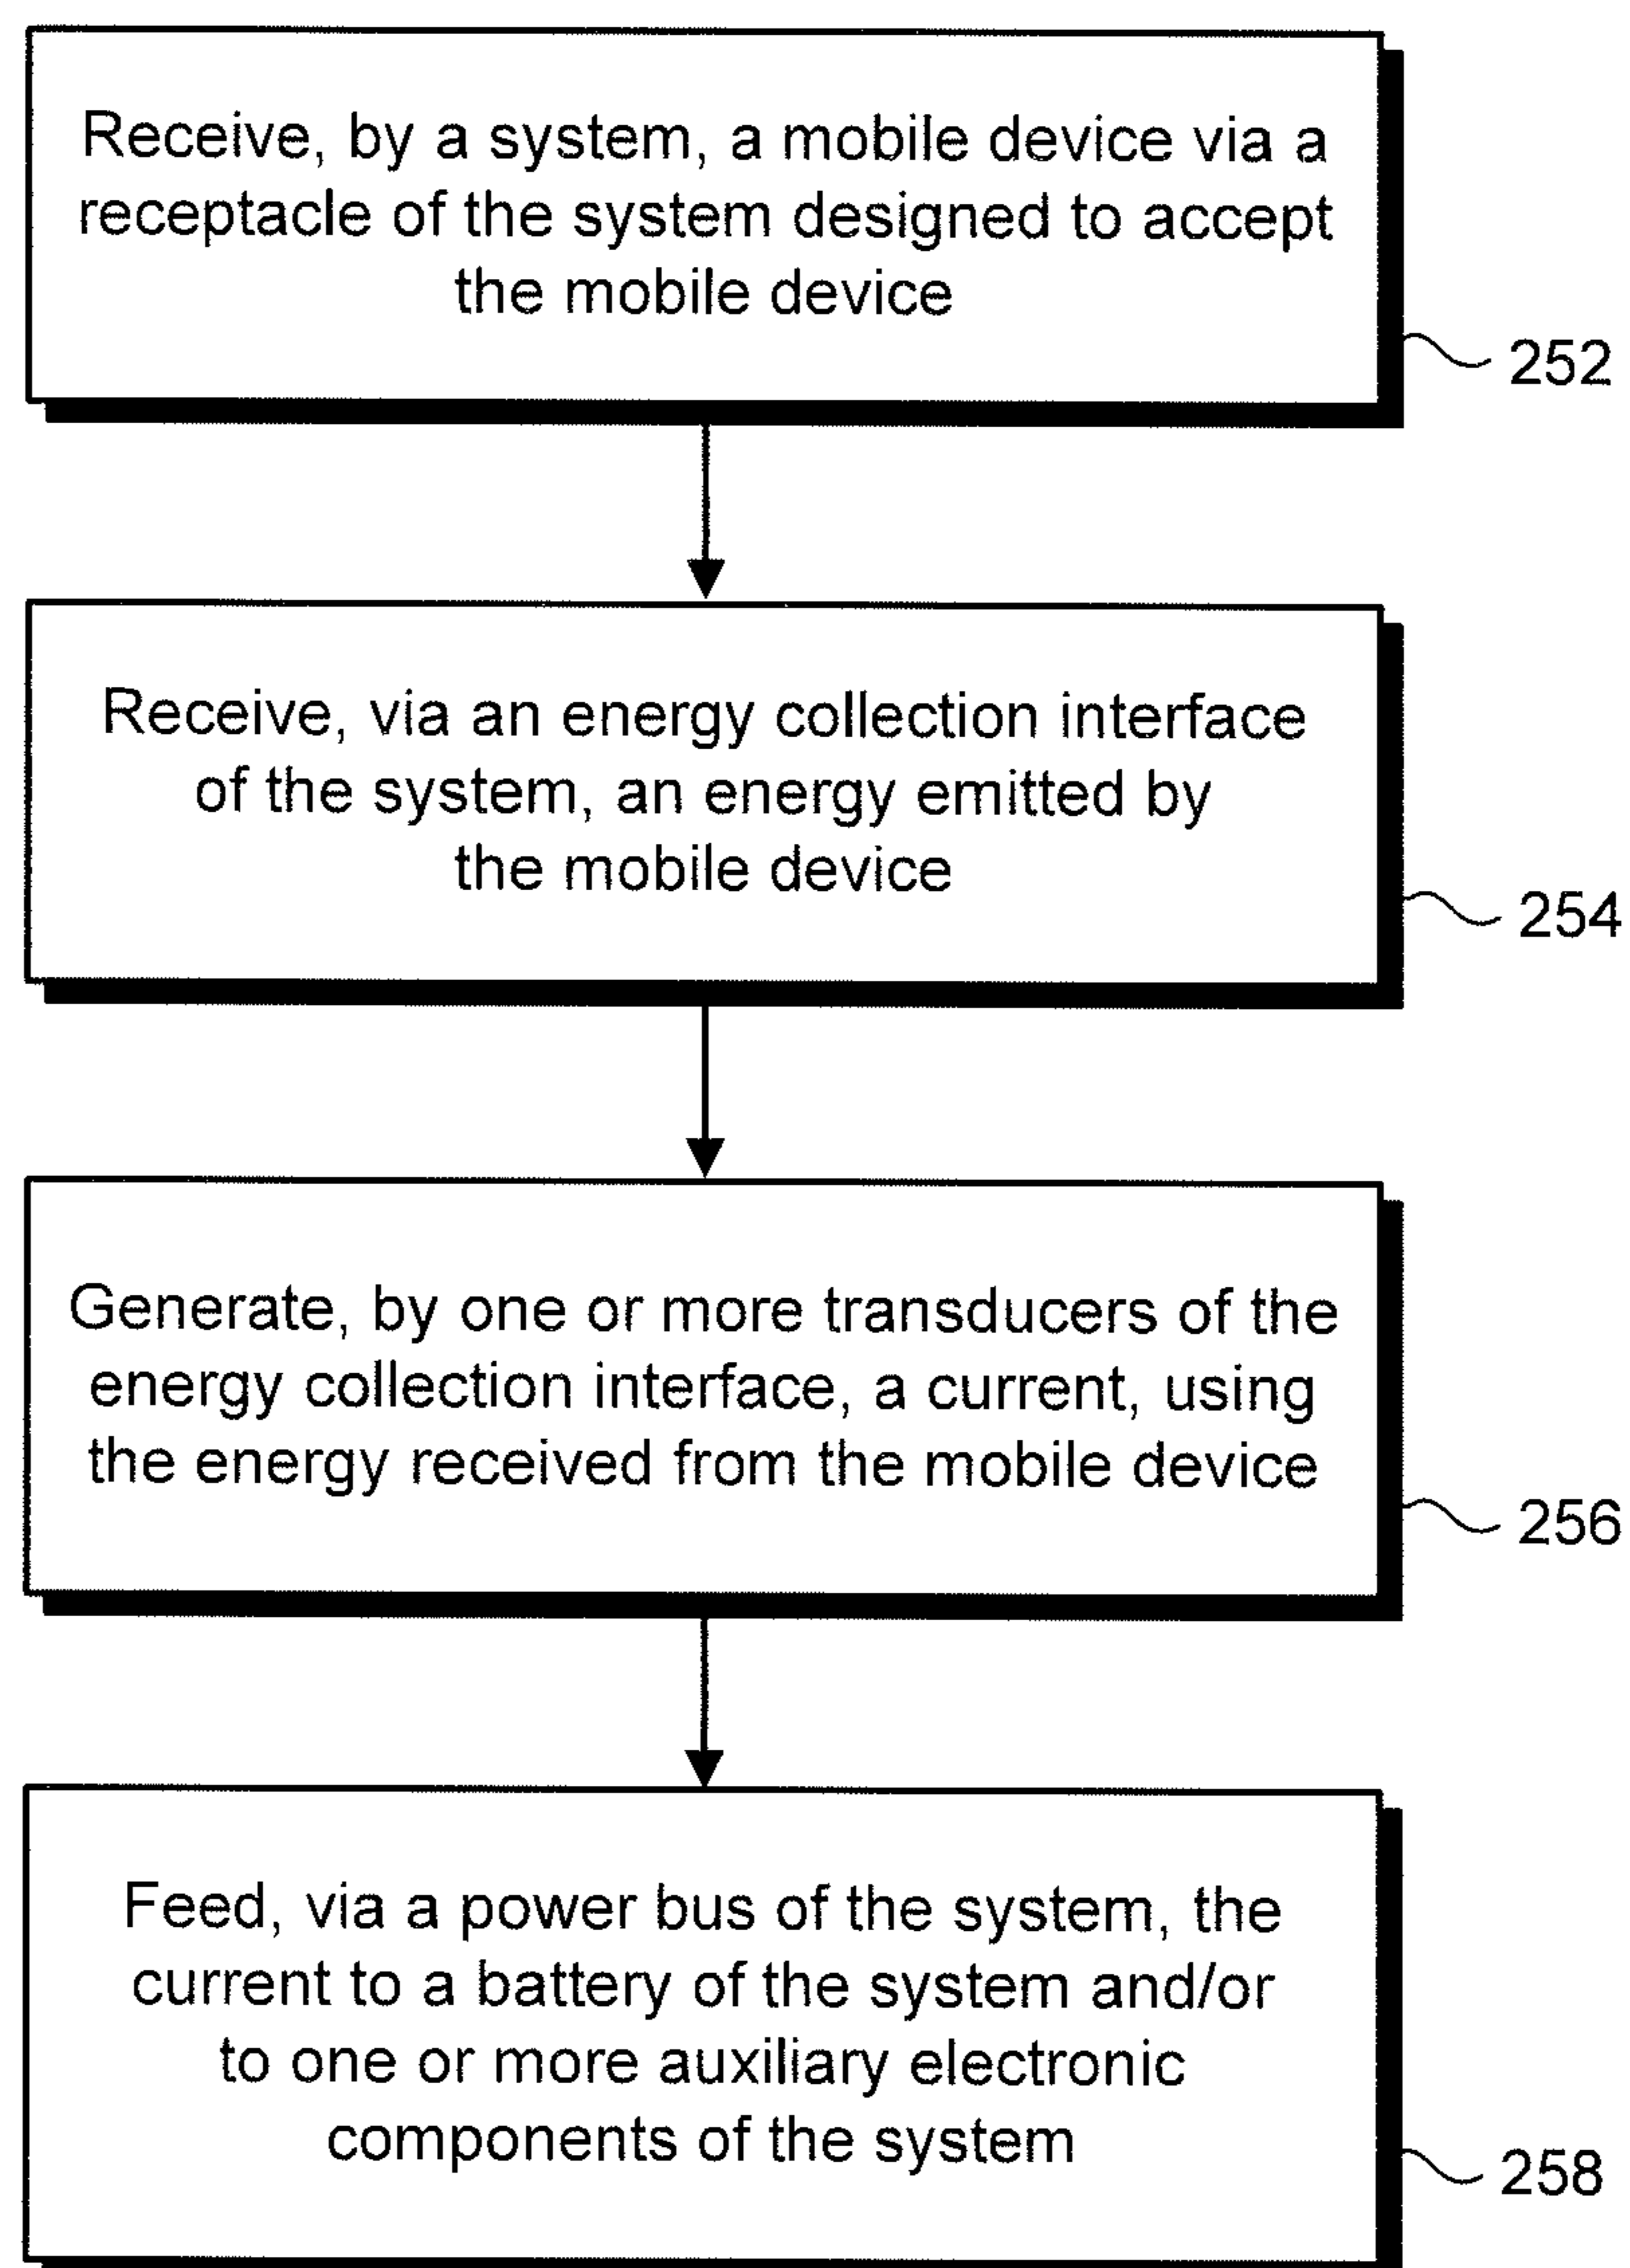 Receive, by a system, a mobile device via a
receptacle of the system designed to accept
the mobile device
252
Receive, via an energy collection interface
of the system, an energy emitted by
the mobile device
254
Generate, by one or more transducers of the
energy collection interface, a current, using
the energy received from the mobile device
256
Feed, via a power bus of the system, the
current to a battery of the system and/or
to one or more auxiliary electronic
components of the system
258